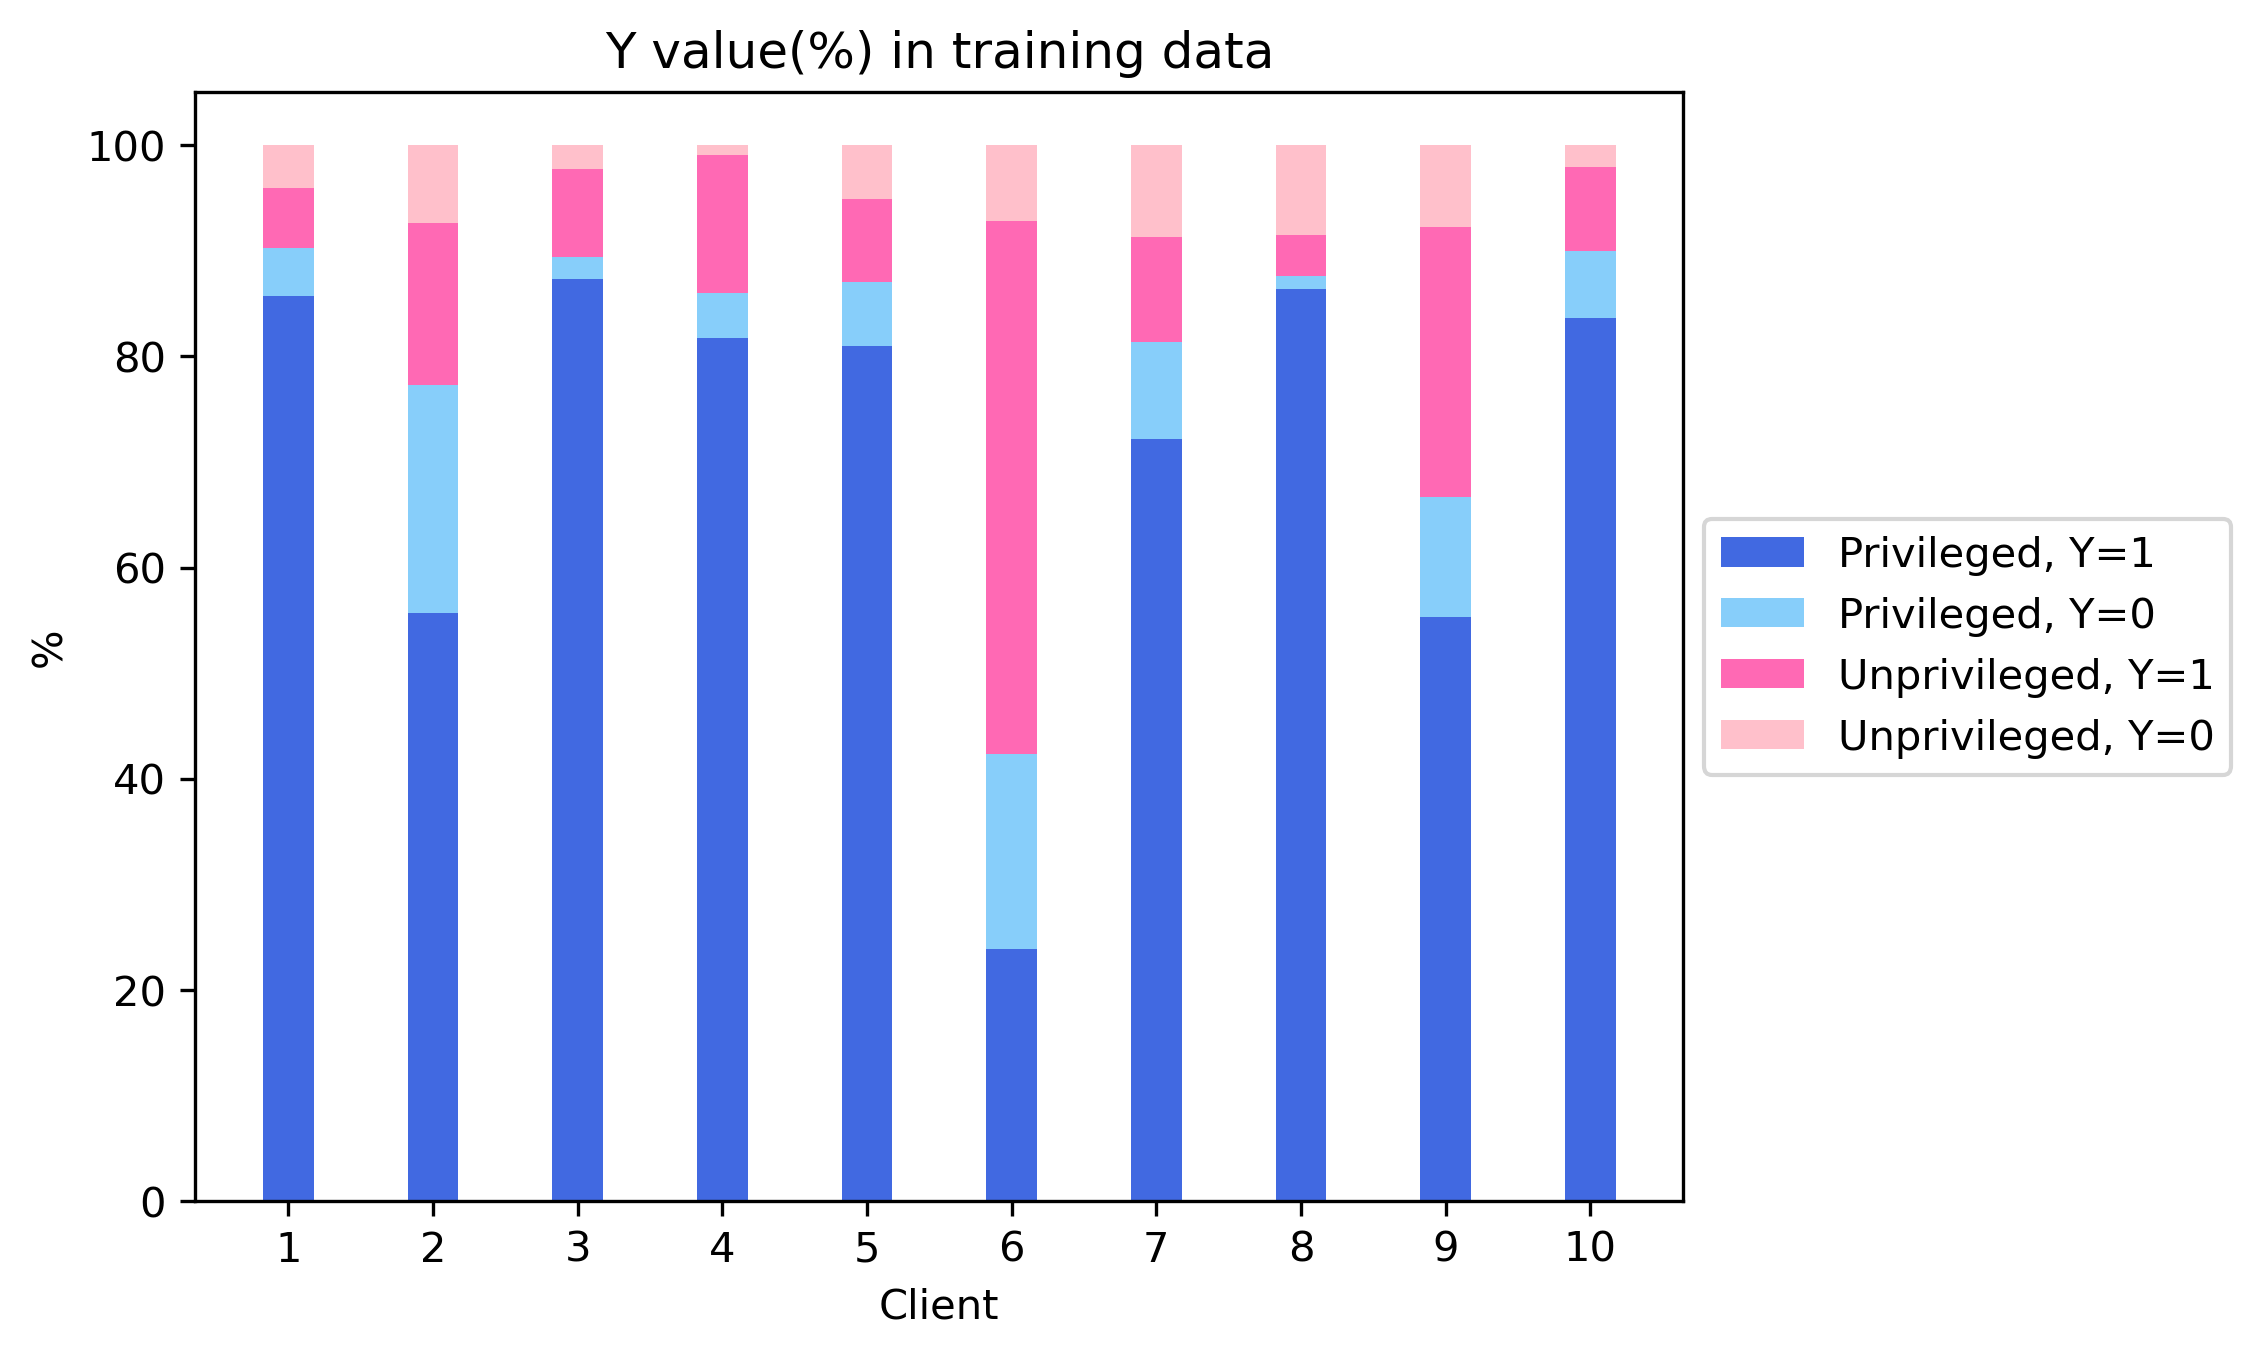 Y value(%) in training data
100
80
60
40
20
0
%
1 2 3 4 5 6 7 8 9 10
Client
Privileged, Y=1
Privileged, Y=0
Unprivileged, Y=1
Unprivileged, Y=0